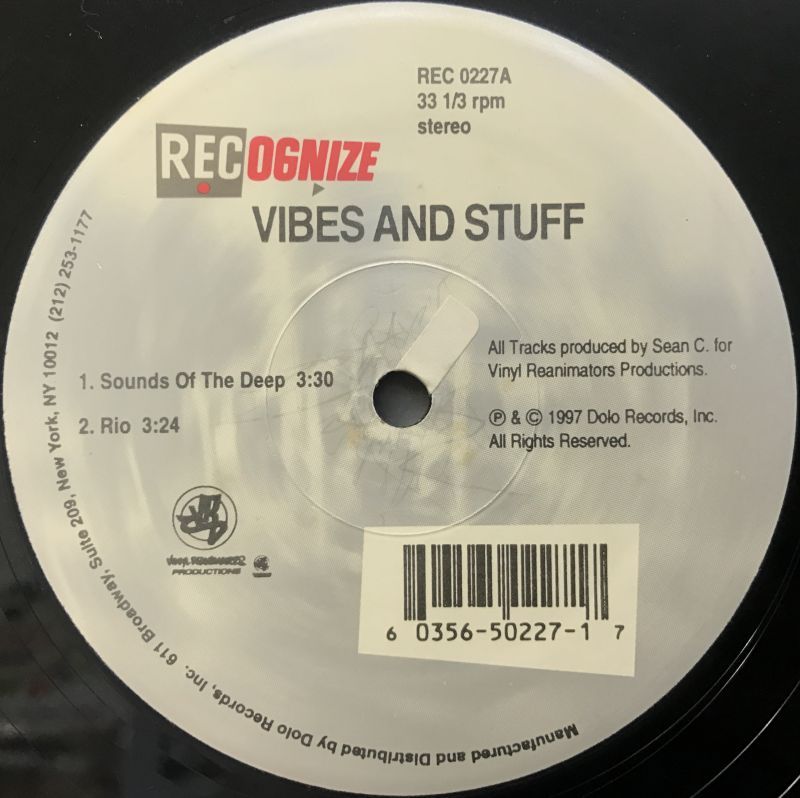 REC 0227A
33 1/3 rpm
stereo
RECOGNIZE
VIBES AND STUFF
1. Sounds Of The Deep 3:30
2. Rio 3:24
All Tracks produced by Sean C. for
Vinyl Reanimators Productions.
℗ & © 1997 Dolo Records, Inc.
All Rights Reserved.
VINYL REANIMATORS
PRODUCTIONS
6 0356-50227-1 7
Manufactured and Distributed by Dolo Records, Inc. 611 Broadway, Suite 209, New York, NY 10012 (212) 253-1177